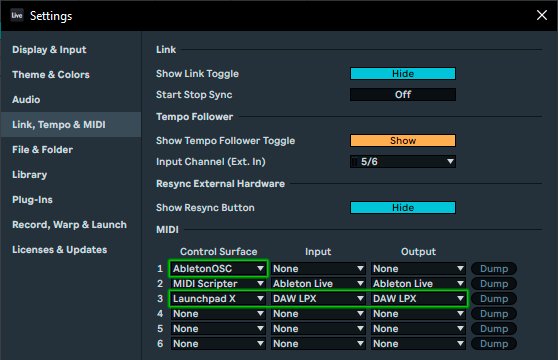 Live Settings
Display & Input
Theme & Colors
Audio
Link, Tempo & MIDI
File & Folder
Library
Plug-Ins
Record, Warp & Launch
Licenses & Updates
Link
Show Link Toggle Hide
Start Stop Sync Off
Tempo Follower
Show Tempo Follower Toggle Show
Input Channel (Ext. In) 5/6
Resync External Hardware
Show Resync Button Hide
MIDI
Control Surface Input Output
1 AbletonOSC None None Dump
2 MIDI Scripter Ableton Live Ableton Live Dump
3 Launchpad X DAW LPX DAW LPX Dump
4 None None None Dump
5 None None None Dump
6 None None None Dump